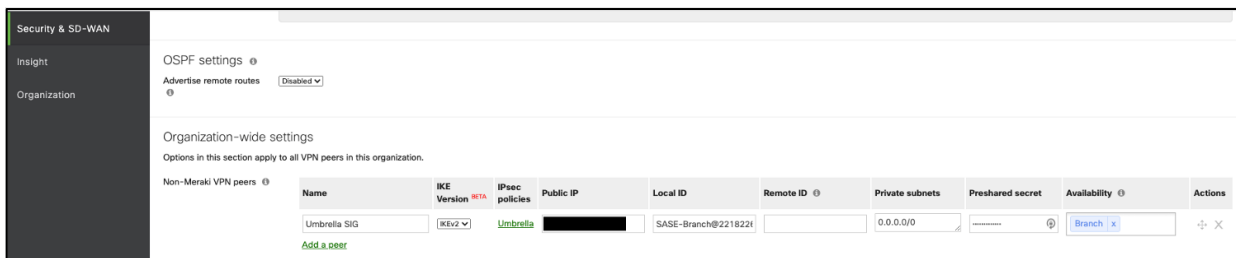 Security & SD-WAN
Insight
Organization
OSPF settings
Advertise remote routes
Disabled
Organization-wide settings
Options in this section apply to all VPN peers in this organization.
Non-Meraki VPN peers
Name IKE Version BETA IPsec policies Public IP Local ID Remote ID Private subnets Preshared secret Availability Actions
Umbrella SIG IKEv2 Umbrella SASE-Branch@221822 0.0.0.0/0 Branch x
Add a peer